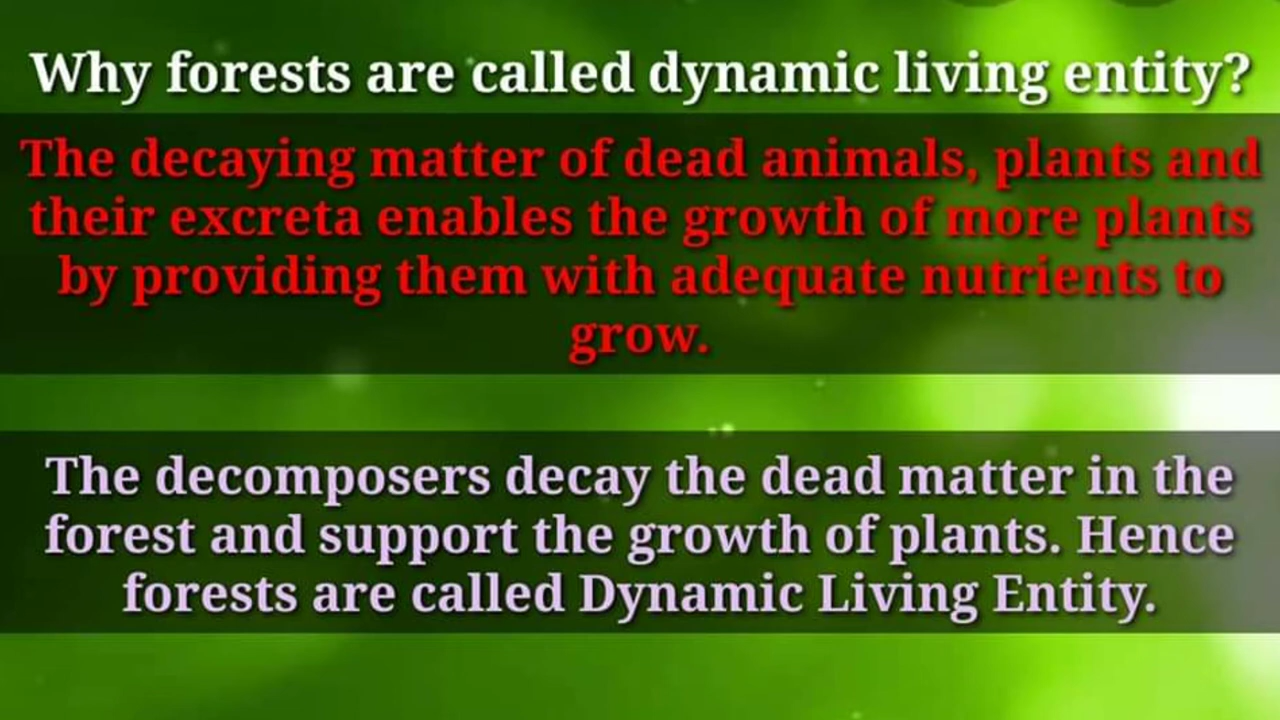 Why forests are called dynamic living entity?
The decaying matter of dead animals, plants and
their excreta enables the growth of more plants
by providing them with adequate nutrients to
grow.
The decomposers decay the dead matter in the
forest and support the growth of plants. Hence
forests are called Dynamic Living Entity.